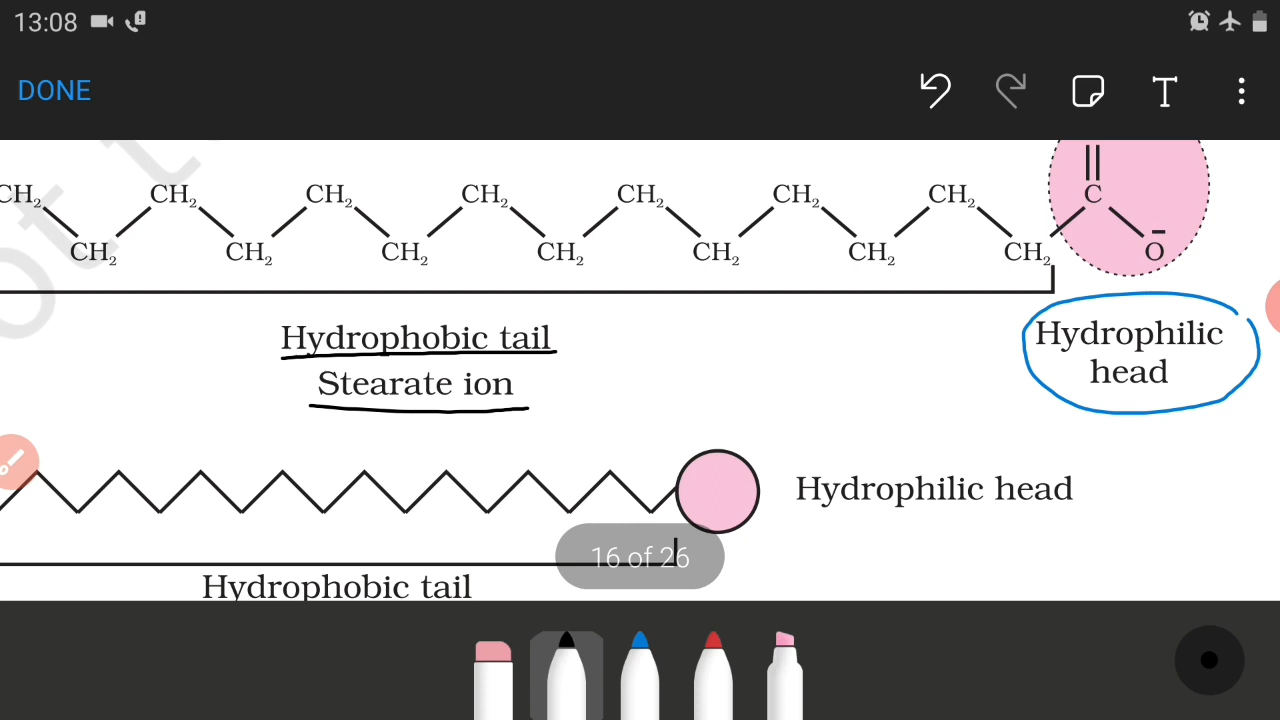 13:08
DONE
T
CH₂ CH₂ CH₂ CH₂ CH₂ CH₂ CH₂ C
CH₂ CH₂ CH₂ CH₂ CH₂ CH₂ CH₂ O⁻
Hydrophobic tail
Stearate ion
Hydrophilic
head
Hydrophilic head
16 of 26
Hydrophobic tail